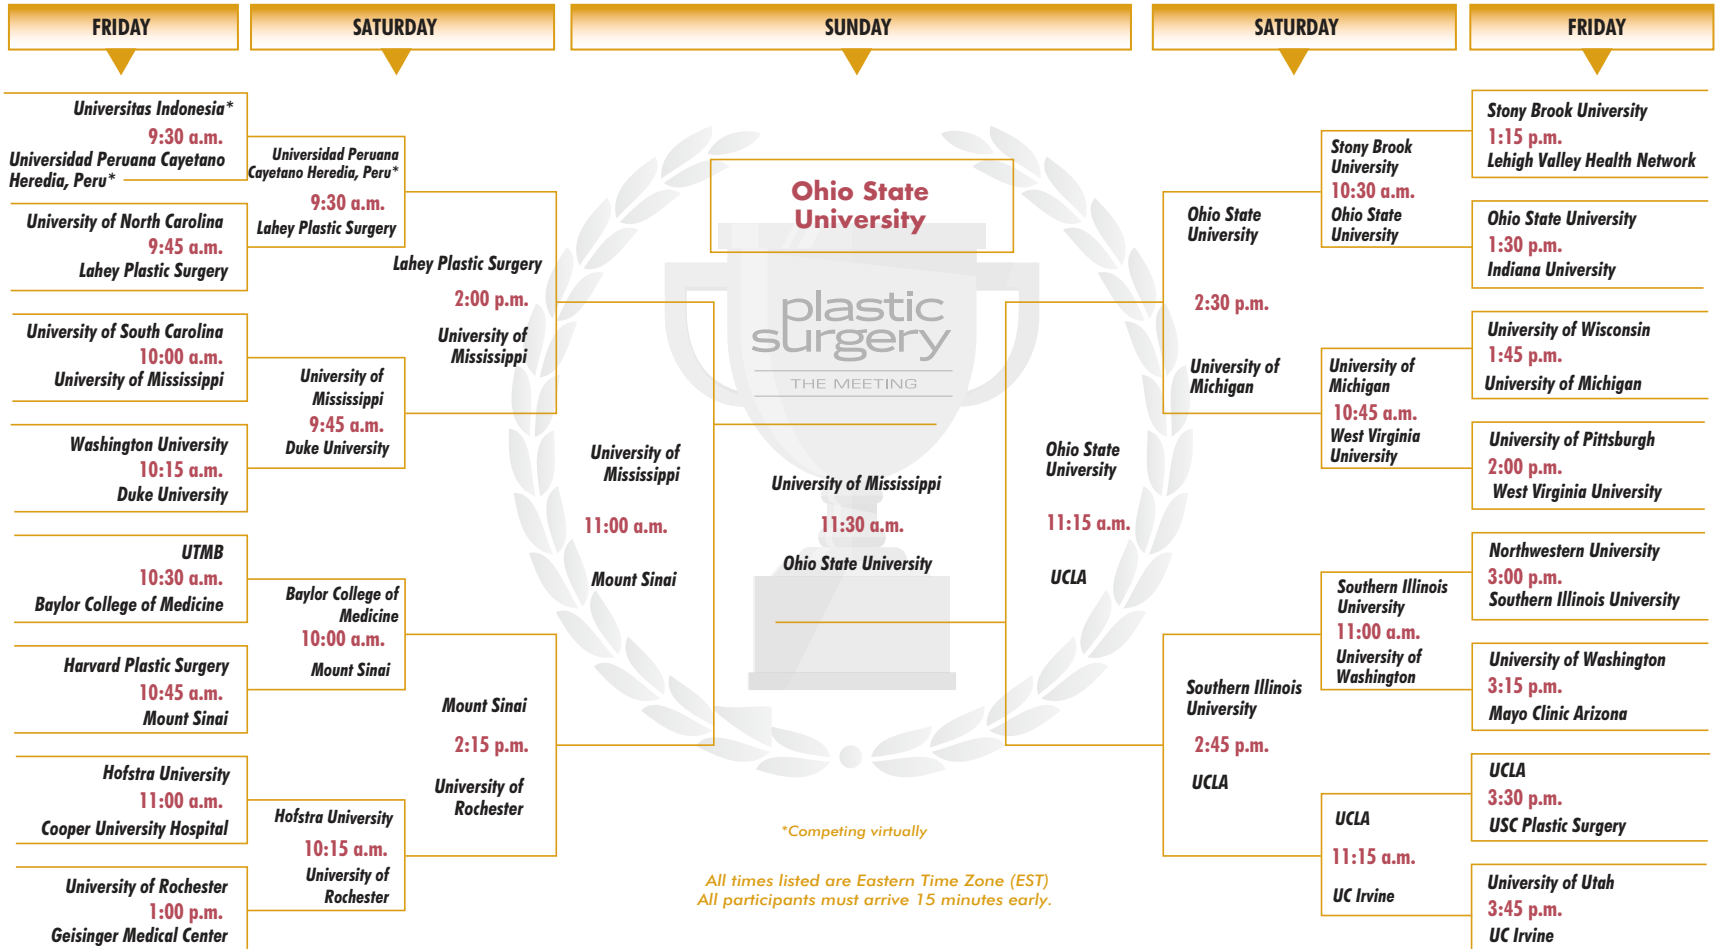 FRIDAY
SATURDAY
SUNDAY
SATURDAY
FRIDAY
Universitas Indonesia*
9:30 a.m.
Universidad Peruana Cayetano
Heredia, Peru*
University of North Carolina
9:45 a.m.
Lahey Plastic Surgery
University of South Carolina
10:00 a.m.
University of Mississippi
Washington University
10:15 a.m.
Duke University
UTMB
10:30 a.m.
Baylor College of Medicine
Harvard Plastic Surgery
10:45 a.m.
Mount Sinai
Hofstra University
11:00 a.m.
Cooper University Hospital
University of Rochester
1:00 p.m.
Geisinger Medical Center
Universidad Peruana
Cayetano Heredia, Peru*
9:30 a.m.
Lahey Plastic Surgery
University of
Mississippi
9:45 a.m.
Duke University
Baylor College of
Medicine
10:00 a.m.
Mount Sinai
Hofstra University
10:15 a.m.
University of
Rochester
Lahey Plastic Surgery
2:00 p.m.
University of
Mississippi
Mount Sinai
2:15 p.m.
University of
Rochester
University of
Mississippi
11:00 a.m.
Mount Sinai
Ohio State
University
plastic
surgery
THE MEETING
University of Mississippi
11:30 a.m.
Ohio State University
*Competing virtually
All times listed are Eastern Time Zone (EST)
All participants must arrive 15 minutes early.
Ohio State
University
11:15 a.m.
UCLA
Ohio State
University
2:30 p.m.
University of
Michigan
Southern Illinois
University
2:45 p.m.
UCLA
Stony Brook
University
10:30 a.m.
Ohio State
University
University of
Michigan
10:45 a.m.
West Virginia
University
Southern Illinois
University
11:00 a.m.
University of
Washington
UCLA
11:15 a.m.
UC Irvine
Stony Brook University
1:15 p.m.
Lehigh Valley Health Network
Ohio State University
1:30 p.m.
Indiana University
University of Wisconsin
1:45 p.m.
University of Michigan
University of Pittsburgh
2:00 p.m.
West Virginia University
Northwestern University
3:00 p.m.
Southern Illinois University
University of Washington
3:15 p.m.
Mayo Clinic Arizona
UCLA
3:30 p.m.
USC Plastic Surgery
University of Utah
3:45 p.m.
UC Irvine